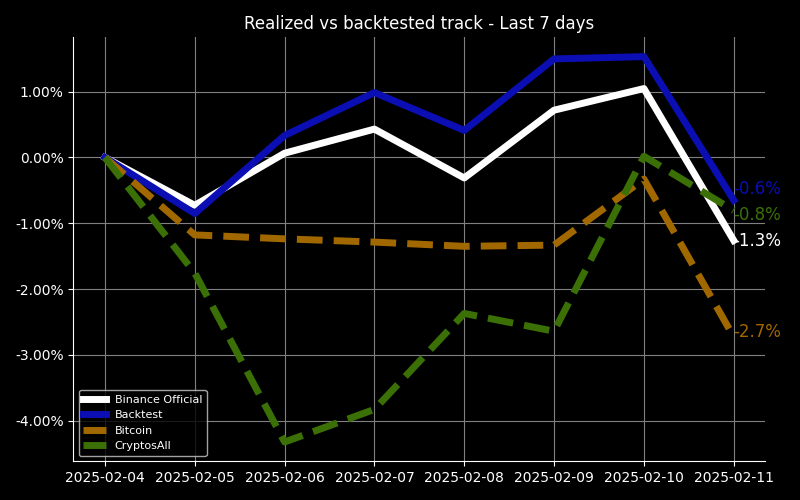 Realized vs backtested track - Last 7 days
1.00%
0.00%
-1.00%
-2.00%
-3.00%
-4.00%
-0.6%
-0.8%
-1.3%
-2.7%
Binance Official
Backtest
Bitcoin
CryptosAll
2025-02-04 2025-02-05 2025-02-06 2025-02-07 2025-02-08 2025-02-09 2025-02-10 2025-02-11